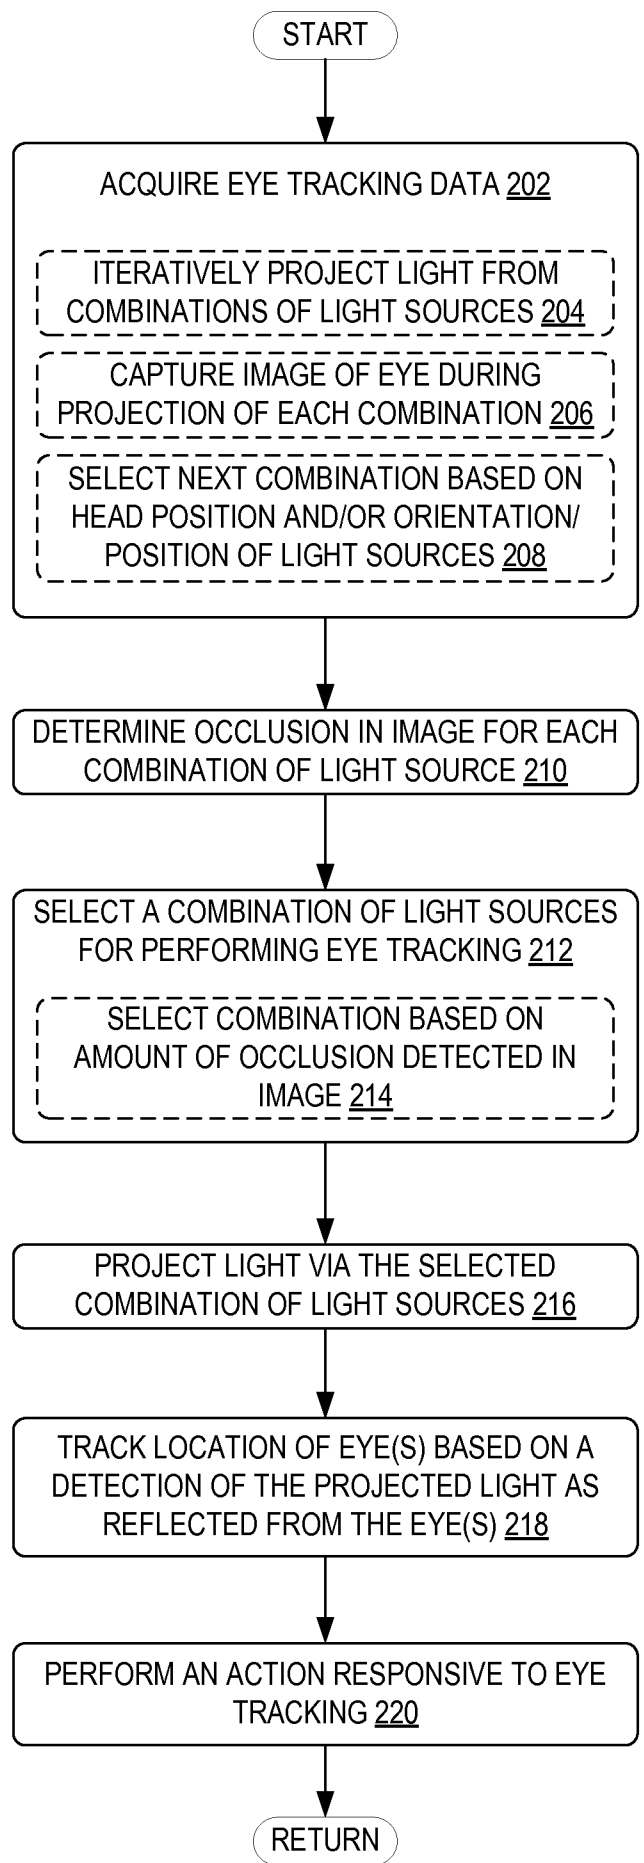 START
ACQUIRE EYE TRACKING DATA 202
ITERATIVELY PROJECT LIGHT FROM
COMBINATIONS OF LIGHT SOURCES 204
CAPTURE IMAGE OF EYE DURING
PROJECTION OF EACH COMBINATION 206
SELECT NEXT COMBINATION BASED ON
HEAD POSITION AND/OR ORIENTATION/
POSITION OF LIGHT SOURCES 208
DETERMINE OCCLUSION IN IMAGE FOR EACH
COMBINATION OF LIGHT SOURCE 210
SELECT A COMBINATION OF LIGHT SOURCES
FOR PERFORMING EYE TRACKING 212
SELECT COMBINATION BASED ON
AMOUNT OF OCCLUSION DETECTED IN
IMAGE 214
PROJECT LIGHT VIA THE SELECTED
COMBINATION OF LIGHT SOURCES 216
TRACK LOCATION OF EYE(S) BASED ON A
DETECTION OF THE PROJECTED LIGHT AS
REFLECTED FROM THE EYE(S) 218
PERFORM AN ACTION RESPONSIVE TO EYE
TRACKING 220
RETURN